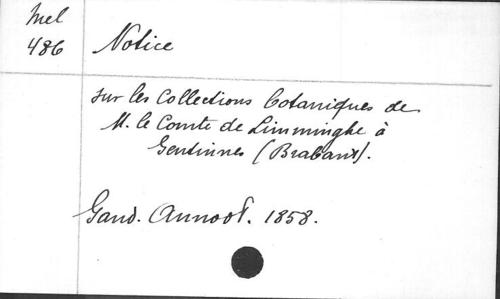 Mel
486
Notice
sur les Collections botaniques de
M. le Comte de Limminghe à
Gentinnes (Brabant).
Gand. Annoot. 1858.